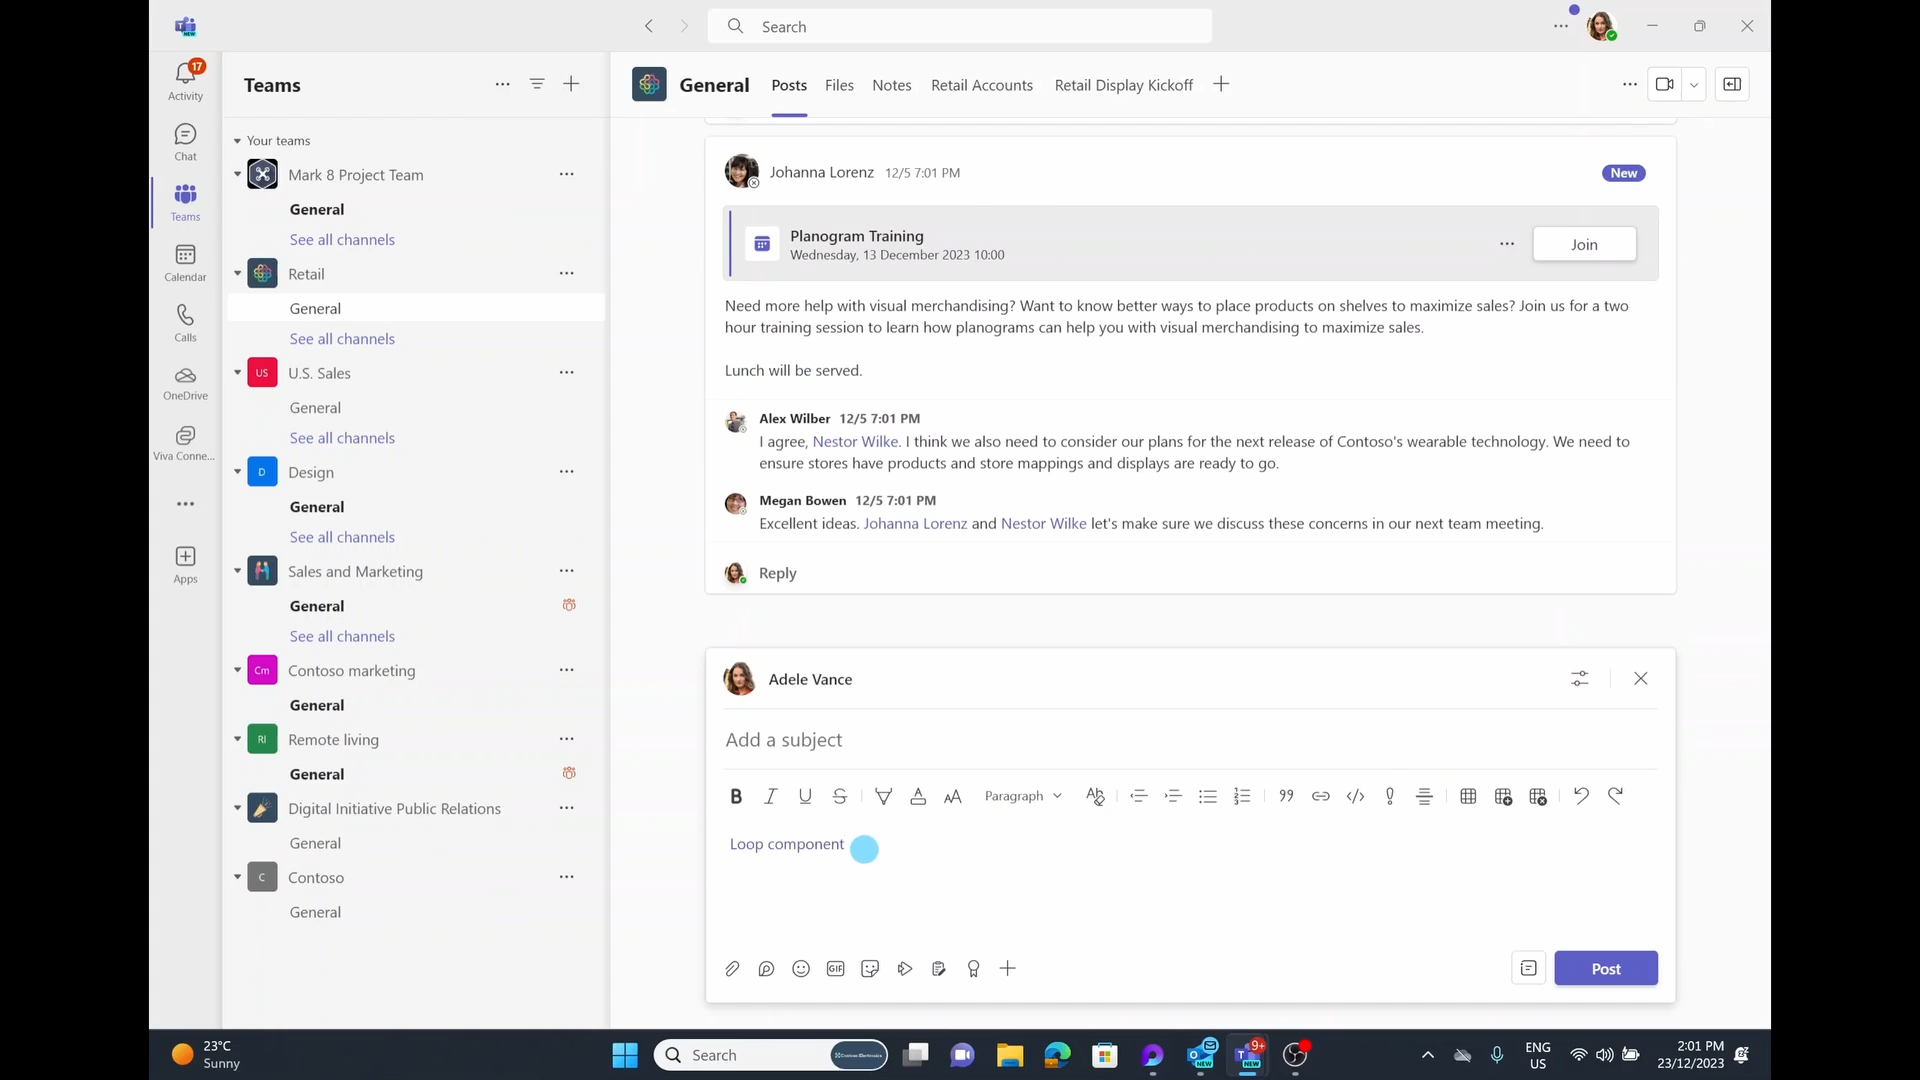 Search
17
Activity
Chat
Teams
Calendar
Calls
OneDrive
Viva Conne...
Apps
Teams
Your teams
Mark 8 Project Team
General
See all channels
Retail
General
See all channels
US
U.S. Sales
General
See all channels
D
Design
General
See all channels
Sales and Marketing
General
See all channels
Cm
Contoso marketing
General
Rl
Remote living
General
Digital Initiative Public Relations
General
C
Contoso
General
General
Posts
Files
Notes
Retail Accounts
Retail Display Kickoff
Johanna Lorenz 12/5 7:01 PM
New
Planogram Training
Wednesday, 13 December 2023 10:00
Join
Need more help with visual merchandising? Want to know better ways to place products on shelves to maximize sales? Join us for a two
hour training session to learn how planograms can help you with visual merchandising to maximize sales.
Lunch will be served.
Alex Wilber 12/5 7:01 PM
I agree, Nestor Wilke. I think we also need to consider our plans for the next release of Contoso's wearable technology. We need to
ensure stores have products and store mappings and displays are ready to go.
Megan Bowen 12/5 7:01 PM
Excellent ideas. Johanna Lorenz and Nestor Wilke let's make sure we discuss these concerns in our next team meeting.
Reply
Adele Vance
Add a subject
Paragraph
Loop component
GIF
Post
23°C
Sunny
Search
NEW
9+
NEW
ENG
US
2:01 PM
23/12/2023